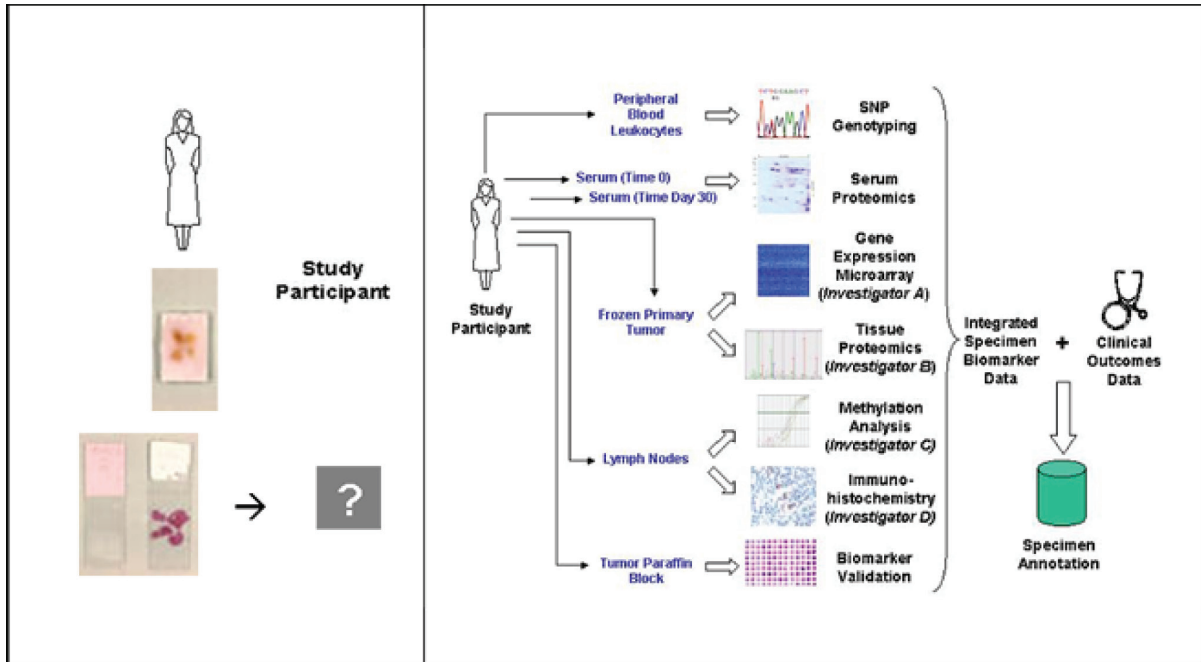 Study
Participant
?
Peripheral
Blood
Leukocytes
SNP
Genotyping
Serum (Time 0)
Serum (Time Day 30)
Serum
Proteomics
Study
Participant
Gene
Expression
Microarray
(Investigator A)
Frozen Primary
Tumor
Tissue
Proteomics
(Investigator B)
Methylation
Analysis
(Investigator C)
Lymph Nodes
Immuno-
histochemistry
(Investigator D)
Tumor Paraffin
Block
Biomarker
Validation
Integrated
Specimen
Biomarker
Data
+
Clinical
Outcomes
Data
Specimen
Annotation